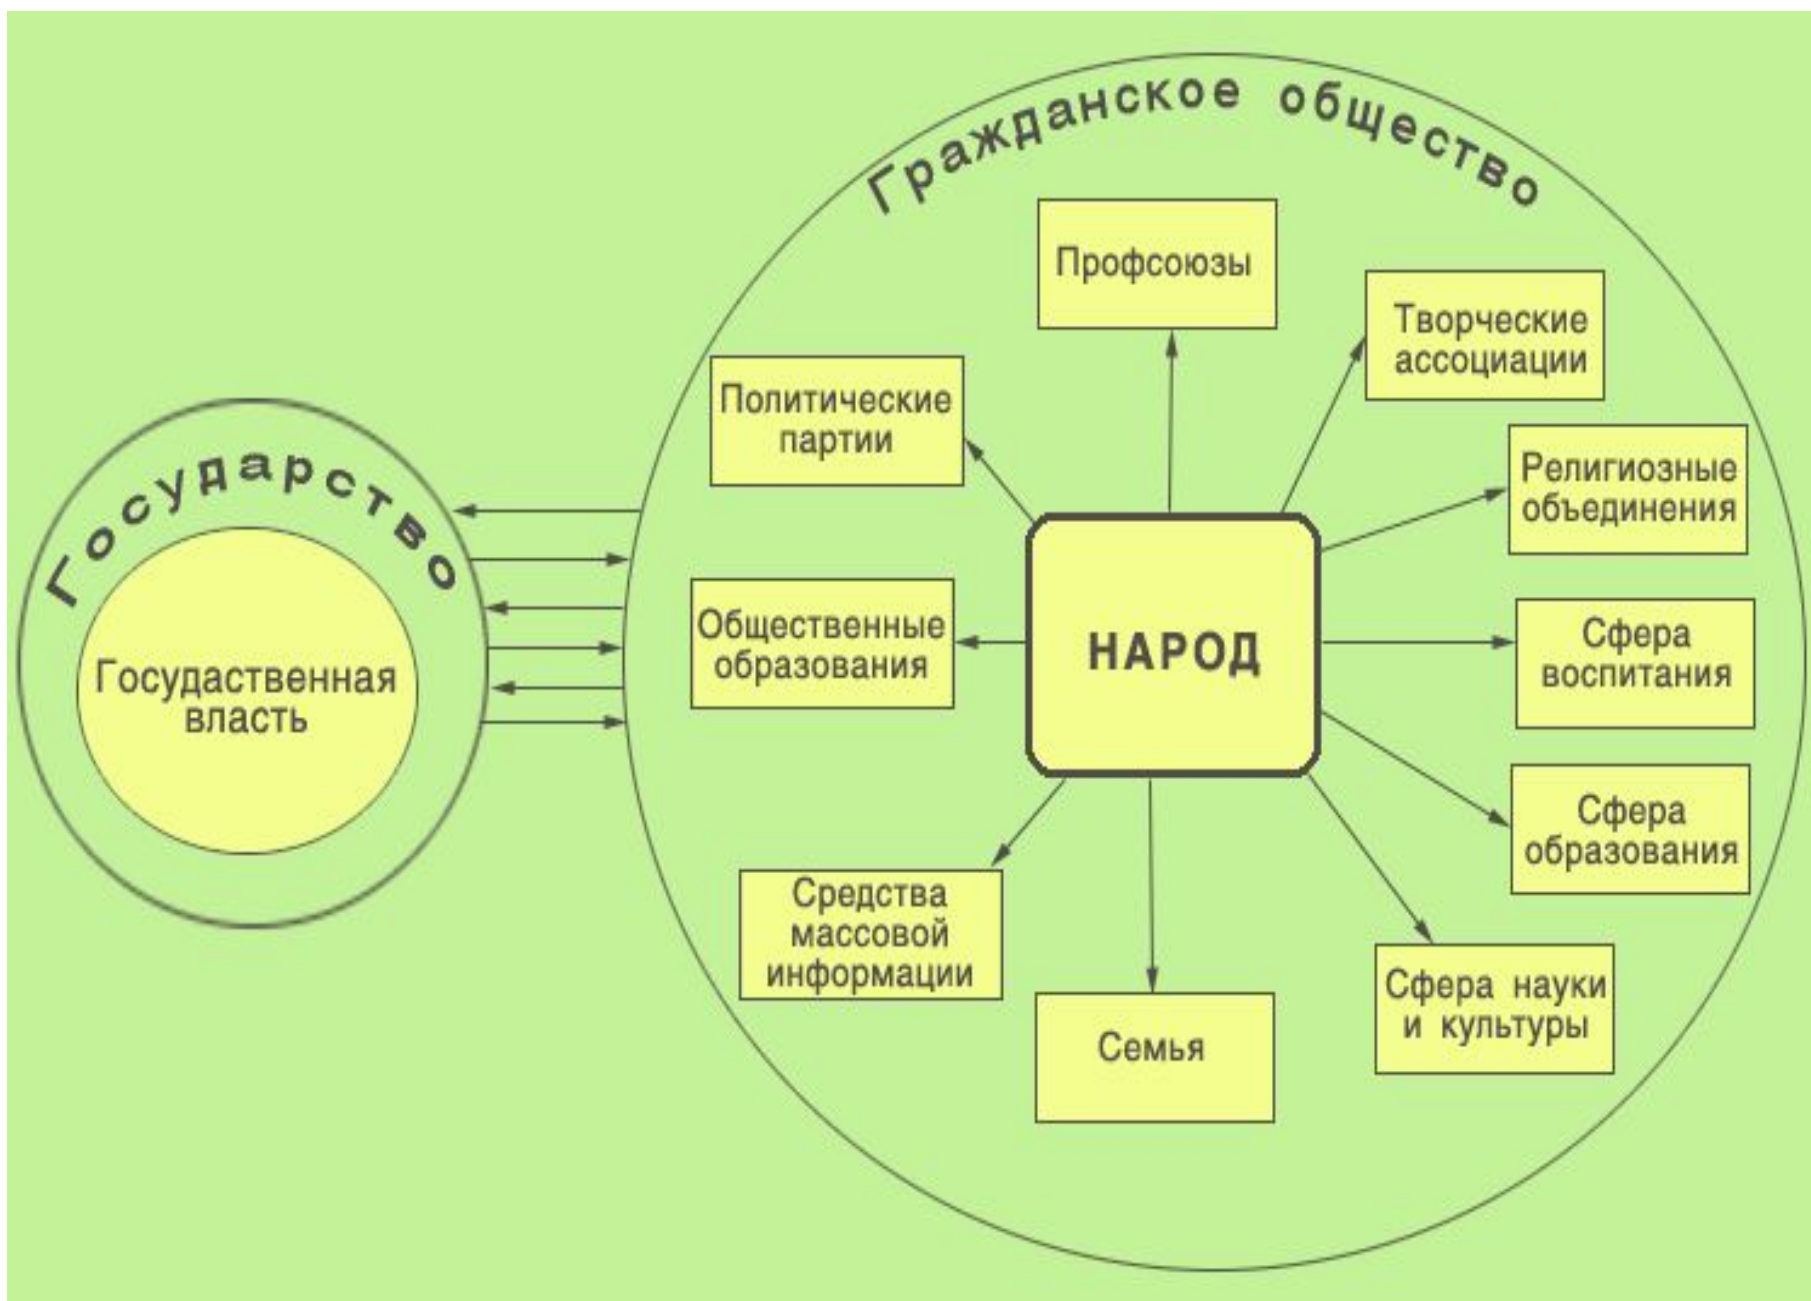 Гражданское общество
Профсоюзы
Творческие
ассоциации
Политические
партии
Религиозные
объединения
Государство
Государственная
власть
Общественные
образования
НАРОД
Сфера
воспитания
Сфера
образования
Средства
массовой
информации
Сфера науки
и культуры
Семья